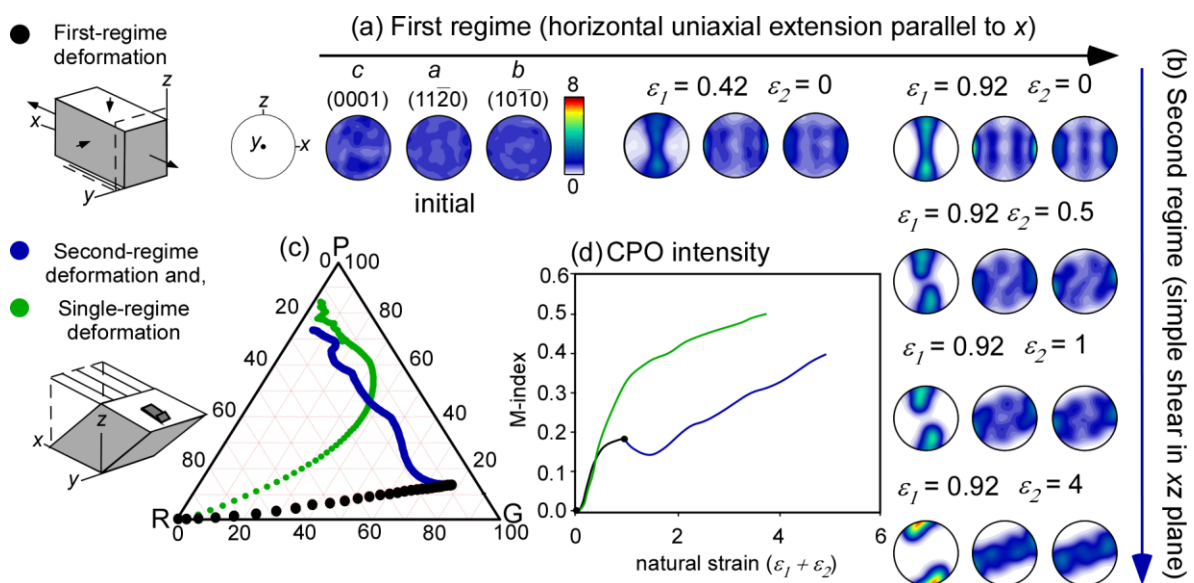 First-regime
deformation
z
x
y
(a) First regime (horizontal uniaxial extension parallel to x)
z
y
x
c
a
b
(0001)
(112̅0)
(101̅0)
8
0
initial
ε1 = 0.42 ε2 = 0
ε1 = 0.92 ε2 = 0
ε1 = 0.92 ε2 = 0.5
ε1 = 0.92 ε2 = 1
ε1 = 0.92 ε2 = 4
(b) Second regime (simple shear in xz plane)
Second-regime
deformation and,
Single-regime
deformation
x
y
z
(c)
P
0
100
20
80
40
60
60
40
80
20
R
G
0
20
40
60
80
100
(d) CPO intensity
M-index
0.6
0.5
0.4
0.3
0.2
0.1
0.0
0
2
4
6
natural strain (ε1 + ε2)